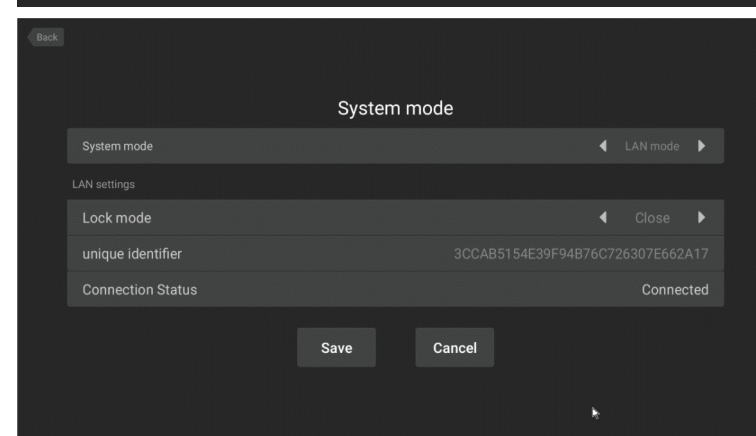 Back
System mode
System mode LAN mode
LAN settings
Lock mode Close
unique identifier 3CCAB5154E39F94B76C726307E662A17
Connection Status Connected
Save Cancel